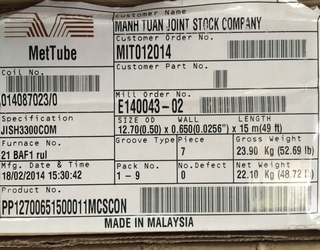 Customer Name
MANH TUAN JOINT STOCK COMPANY
Customer Order No.
MIT012014
MetTube
Customer Part No.
Coil No.
014087023/0
Mill Order No.
E140043-02
Specification
JISH3300COM
SIZE OD WALL LENGTH
12.70(0.50) x 0.650(0.0256") x 15 m(49 ft)
Furnace No.
21 BAF1 rul
Groove Type
Piece
7
Gross Weight
23.90 Kg (52.69 lb)
Mfg. Date & Time
18/02/2014 15:30:42
Pack No.
1 - 9
No.Defect
0
Net Weight
22.10 Kg (48.72 lb)
Product No.
PP12700651500011MCSCON
MADE IN MALAYSIA